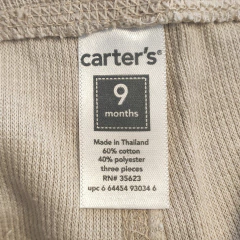 carter's®
9
months
Made in Thailand
60% cotton
40% polyester
three pieces
RN# 35623
upc 6 64454 93034 6